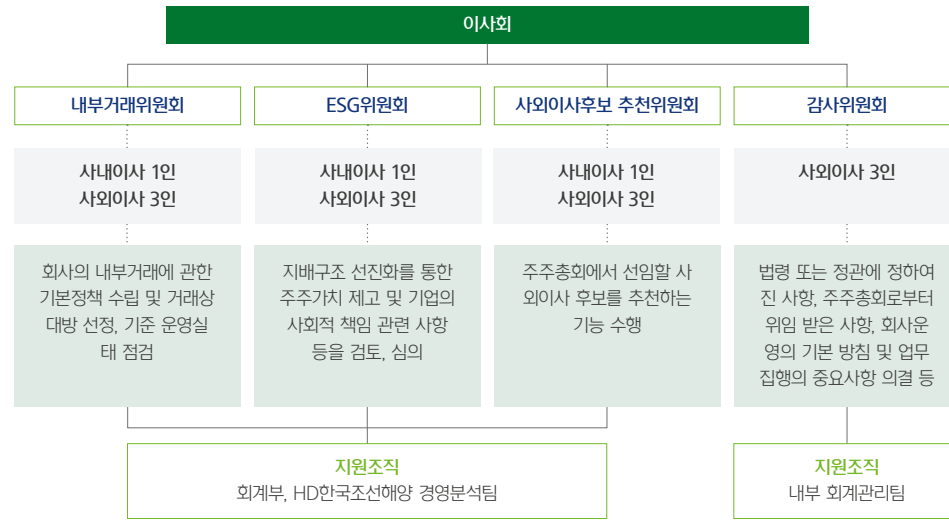 이사회
내부거래위원회
사내이사 1인
사외이사 3인
회사의 내부거래에 관한
기본정책 수립 및 거래상
대방 선정, 기준 운영실
태 점검
ESG위원회
사내이사 1인
사외이사 3인
지배구조 선진화를 통한
주주가치 제고 및 기업의
사회적 책임 관련 사항
등을 검토, 심의
사외이사후보 추천위원회
사내이사 1인
사외이사 3인
주주총회에서 선임할 사
외이사 후보를 추천하는
기능 수행
감사위원회
사외이사 3인
법령 또는 정관에 정하여
진 사항, 주주총회로부터
위임 받은 사항, 회사운
영의 기본 방침 및 업무
집행의 중요사항 의결 등
지원조직
회계부, HD한국조선해양 경영분석팀
지원조직
내부 회계관리팀